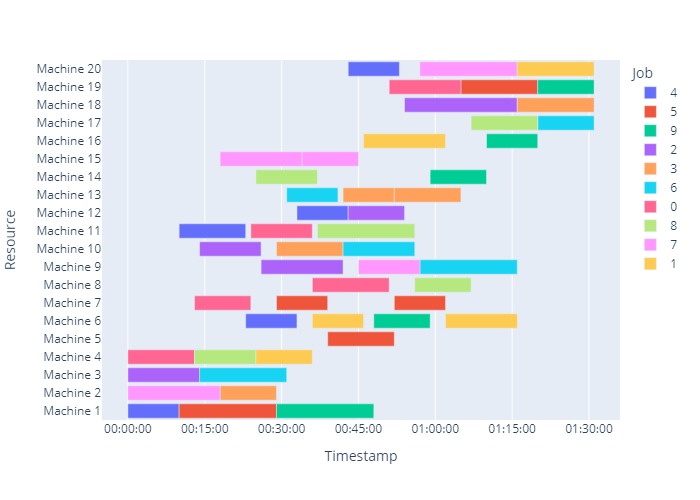 Machine 20
Machine 19
Machine 18
Machine 17
Machine 16
Machine 15
Machine 14
Machine 13
Machine 12
Machine 11
Machine 10
Machine 9
Machine 8
Machine 7
Machine 6
Machine 5
Machine 4
Machine 3
Machine 2
Machine 1
Resource
00:00:00 00:15:00 00:30:00 00:45:00 01:00:00 01:15:00 01:30:00
Timestamp
Job
4
5
9
2
3
6
0
8
7
1